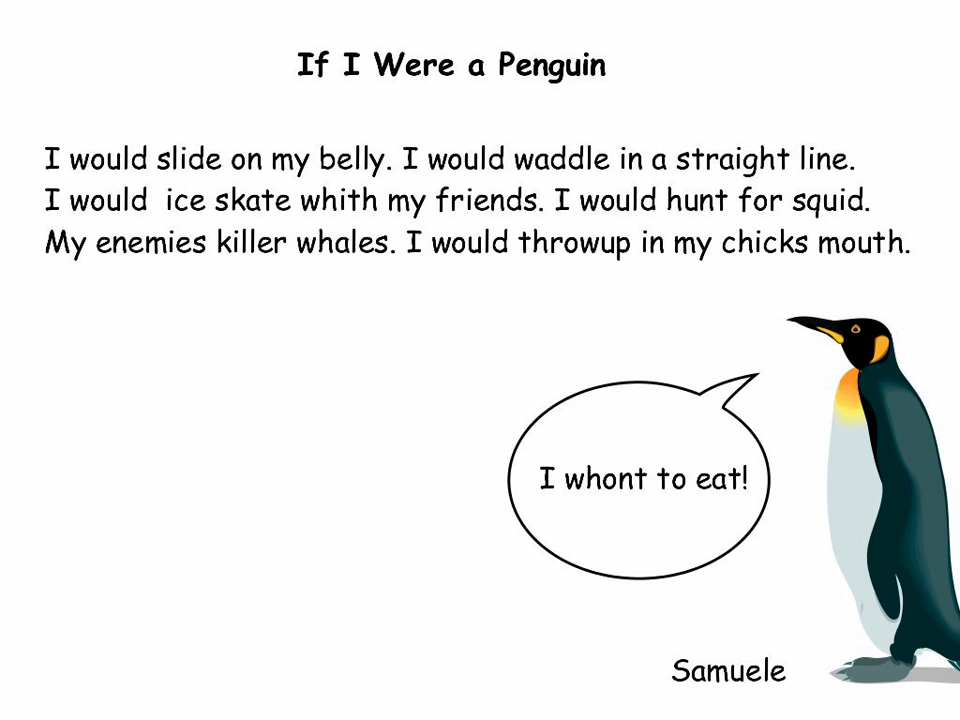 If I Were a Penguin
I would slide on my belly. I would waddle in a straight line.
I would  ice skate whith my friends. I would hunt for squid.
My enemies killer whales. I would throwup in my chicks mouth.
I whont to eat!
Samuele